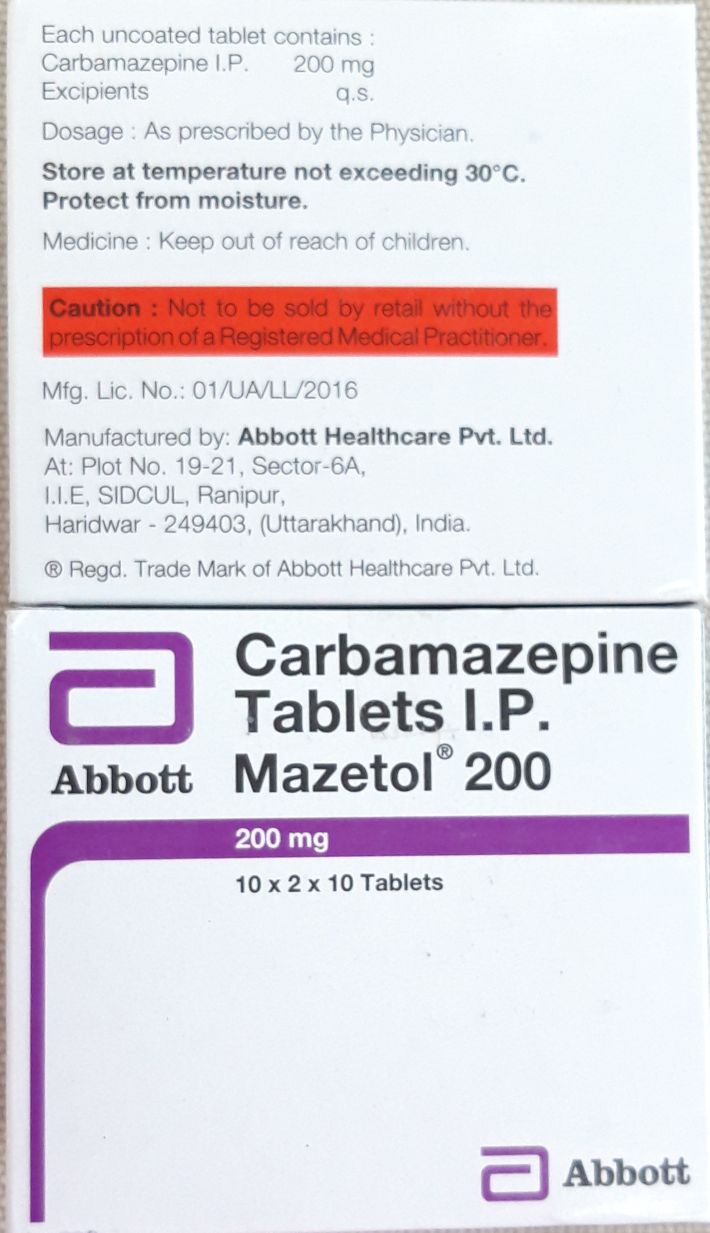 Each uncoated tablet contains :
Carbamazepine I.P. 200 mg
Excipients q.s.
Dosage : As prescribed by the Physician.
Store at temperature not exceeding 30°C.
Protect from moisture.
Medicine : Keep out of reach of children.
Caution : Not to be sold by retail without the
prescription of a Registered Medical Practitioner.
Mfg. Lic. No.: 01/UA/LL/2016
Manufactured by: Abbott Healthcare Pvt. Ltd.
At: Plot No. 19-21, Sector-6A,
I.I.E, SIDCUL, Ranipur,
Haridwar - 249403, (Uttarakhand), India.
® Regd. Trade Mark of Abbott Healthcare Pvt. Ltd.
Carbamazepine
Tablets I.P.
Abbott Mazetol® 200
200 mg
10 x 2 x 10 Tablets
Abbott